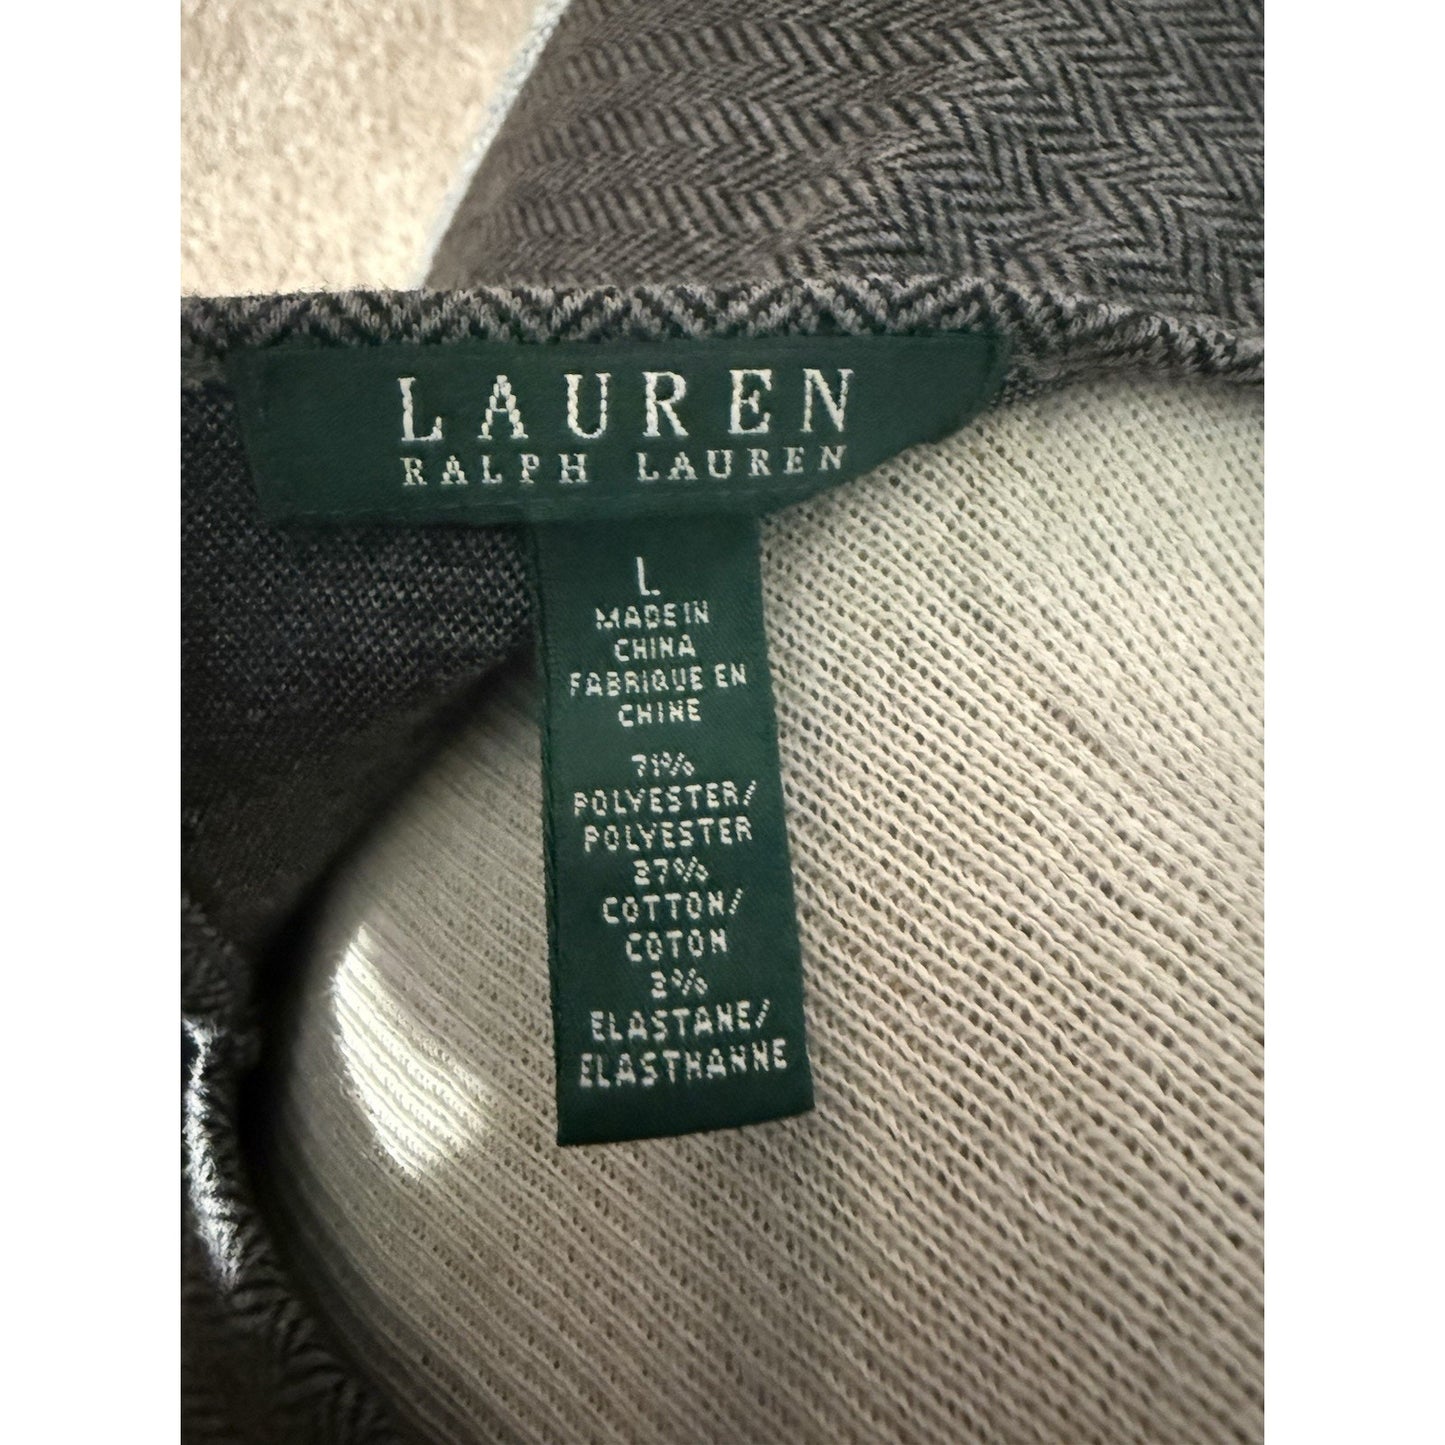 LAUREN
RALPH LAUREN
L
MADE IN
CHINA
FABRIQUE EN
CHINE
71%
POLYESTER/
POLYESTER
27%
COTTON/
COTON
2%
ELASTANE/
ELASTHANNE